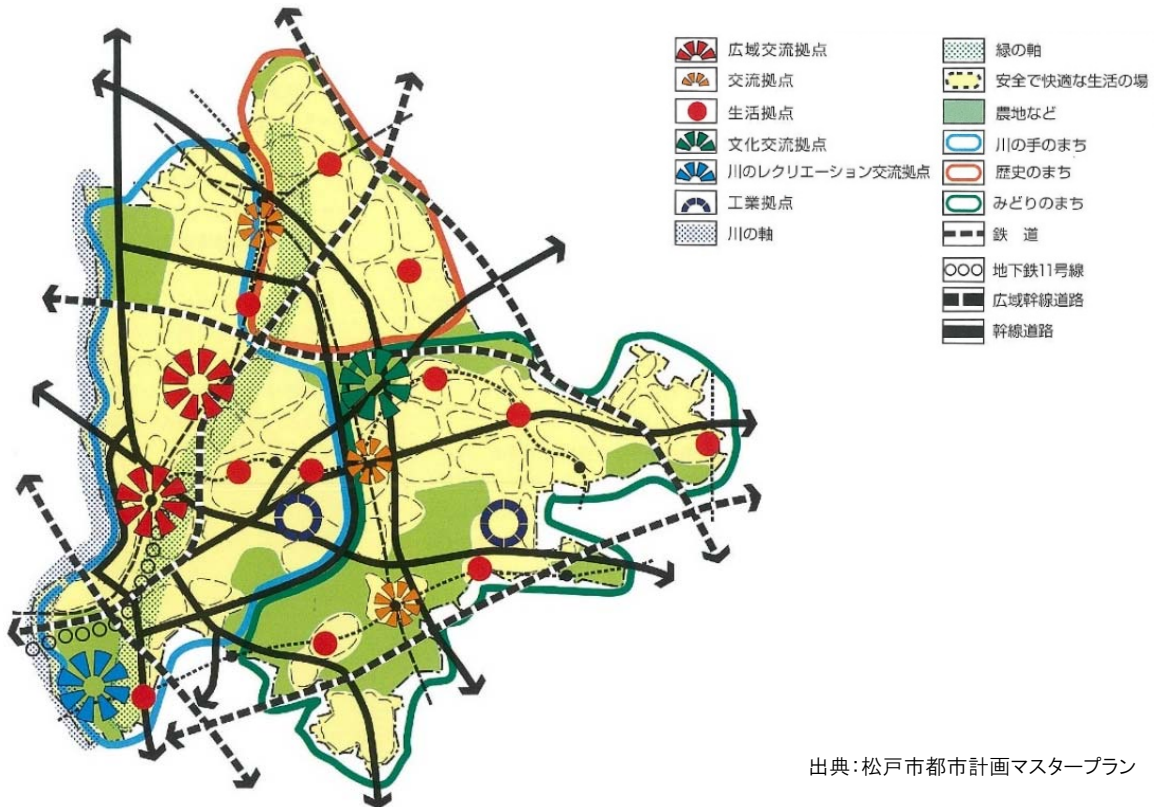 広域交流拠点
交流拠点
生活拠点
文化交流拠点
川のレクリエーション交流拠点
工業拠点
川の軸
緑の軸
安全で快適な生活の場
農地など
川の手のまち
歴史のまち
みどりのまち
鉄 道
地下鉄11号線
広域幹線道路
幹線道路
出典：松戸市都市計画マスタープラン